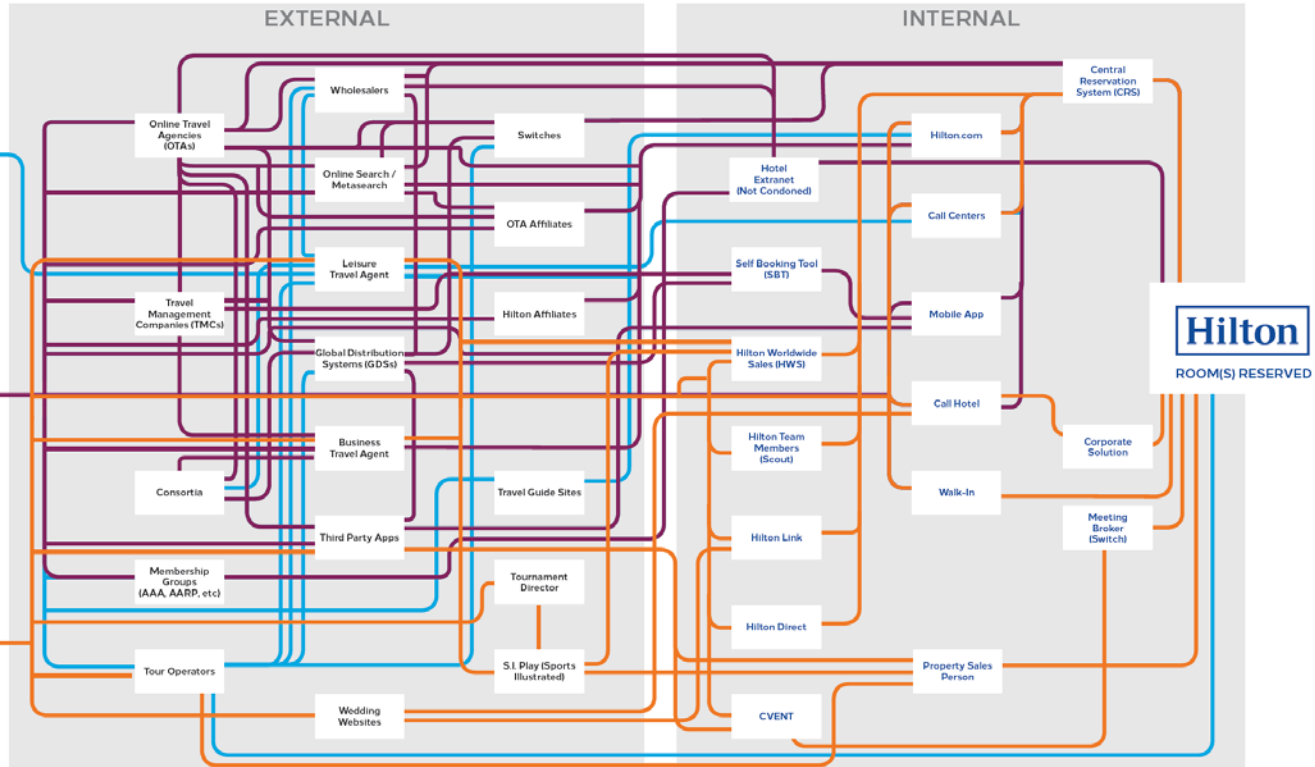 EXTERNAL
INTERNAL
Online Travel
Agencies
(OTAs)
Travel
Management
Companies (TMCs)
Consortia
Membership
Groups
(AAA, AARP, etc)
Tour Operators
Wholesalers
Online Search /
Metasearch
Leisure
Travel Agent
Global Distribution
Systems (GDSs)
Business
Travel Agent
Third Party Apps
Wedding
Websites
Switches
OTA Affiliates
Hilton Affiliates
Travel Guide Sites
Tournament
Director
S.I. Play (Sports
Illustrated)
Hotel
Extranet
(Not Condoned)
Self Booking Tool
(SBT)
Hilton Worldwide
Sales (HWS)
Hilton Team
Members
(Scout)
Hilton Link
Hilton Direct
CVENT
Hilton.com
Call Centers
Mobile App
Call Hotel
Walk-In
Property Sales
Person
Central
Reservation
System (CRS)
Corporate
Solution
Meeting
Broker
(Switch)
Hilton
ROOM(S) RESERVED